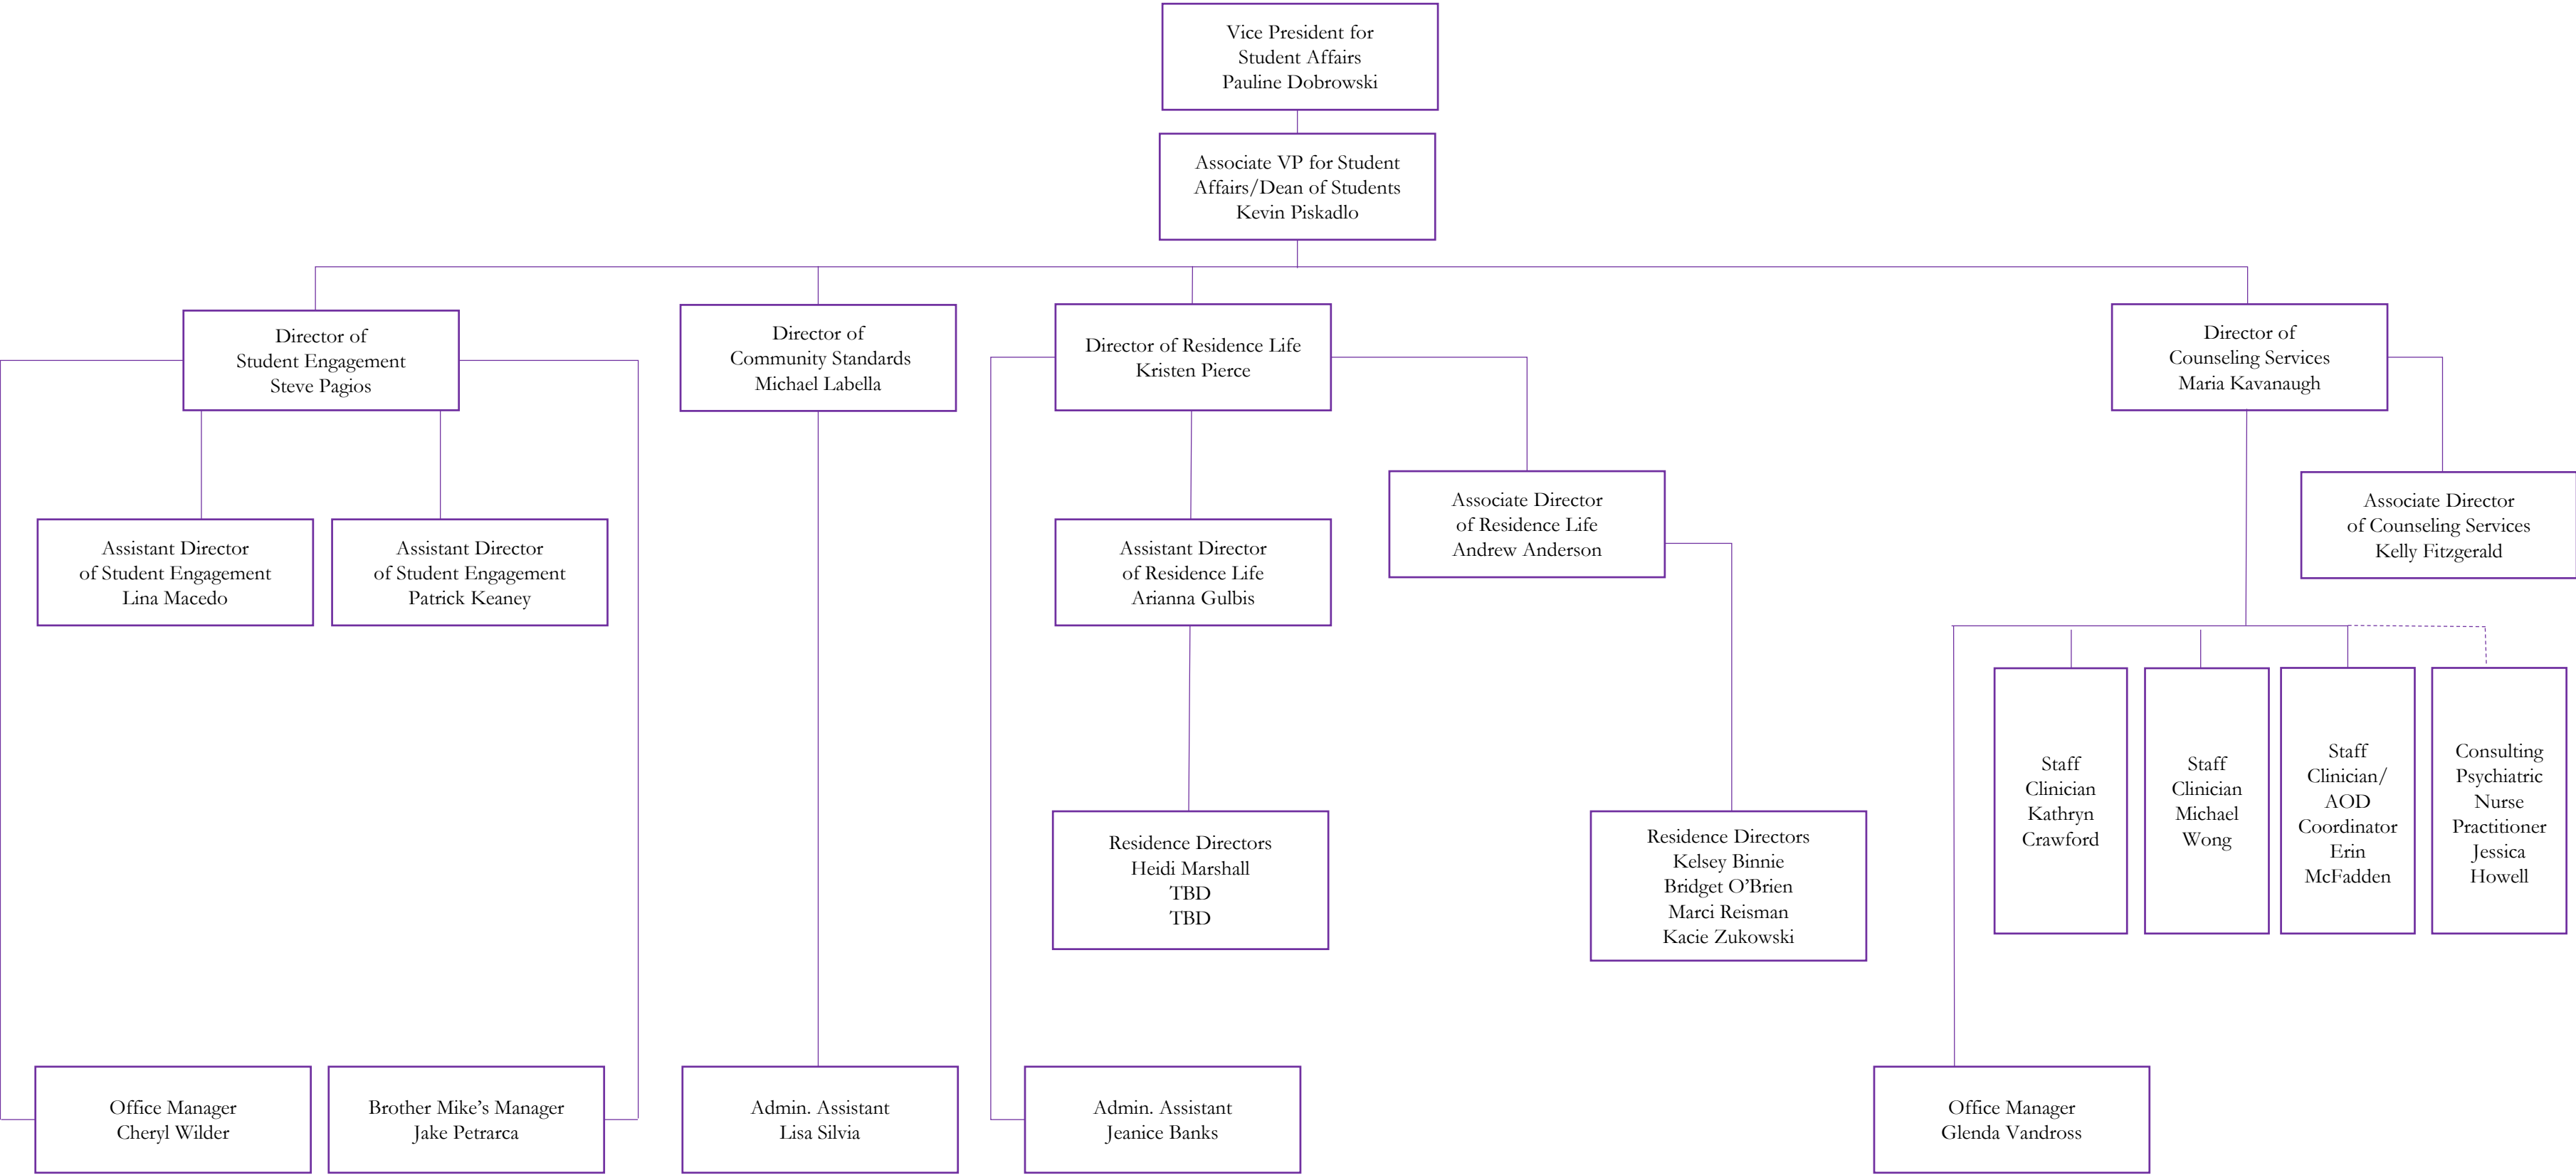 Vice President for
Student Affairs
Pauline Dobrowski
Associate VP for Student
Affairs/Dean of Students
Kevin Piskadlo
Director of
Student Engagement
Steve Pagios
Director of
Community Standards
Michael Labella
Director of Residence Life
Kristen Pierce
Director of
Counseling Services
Maria Kavanaugh
Associate Director
of Residence Life
Andrew Anderson
Associate Director
of Counseling Services
Kelly Fitzgerald
Assistant Director
of Student Engagement
Lina Macedo
Assistant Director
of Student Engagement
Patrick Keaney
Assistant Director
of Residence Life
Arianna Gulbis
Staff
Clinician
Kathryn
Crawford
Staff
Clinician
Michael
Wong
Staff
Clinician/
AOD
Coordinator
Erin
McFadden
Consulting
Psychiatric
Nurse
Practitioner
Jessica
Howell
Residence Directors
Heidi Marshall
TBD
TBD
Residence Directors
Kelsey Binnie
Bridget O’Brien
Marci Reisman
Kacie Zukowski
Office Manager
Cheryl Wilder
Brother Mike’s Manager
Jake Petrarca
Admin. Assistant
Lisa Silvia
Admin. Assistant
Jeanice Banks
Office Manager
Glenda Vandross